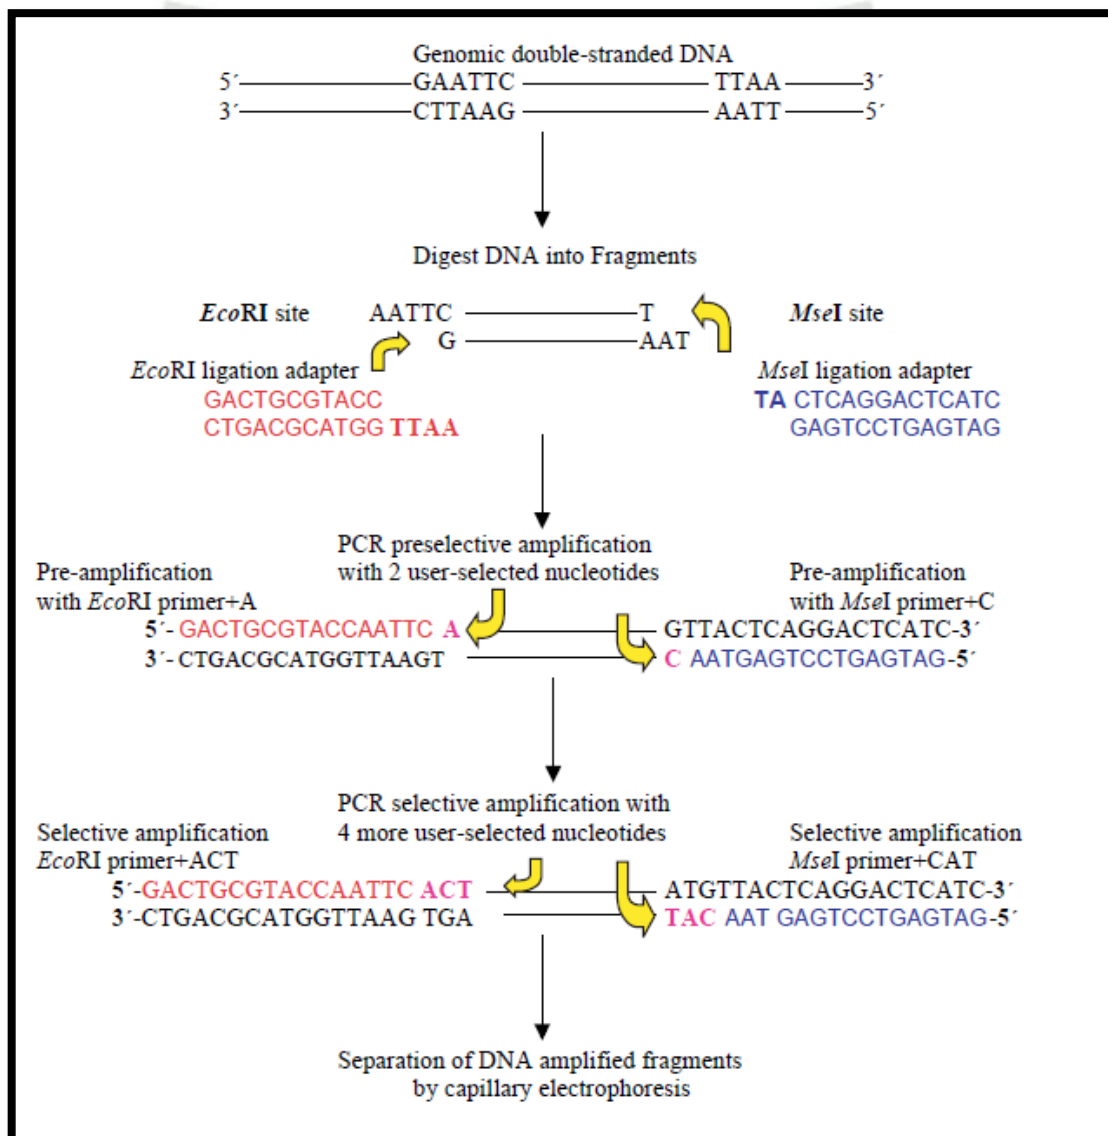 Genomic double-stranded DNA
5´ GAATTC TTAA 3´
3´ CTTAAG AATT 5´
Digest DNA into Fragments
EcoRI site AATTC T MseI site
G AAT
EcoRI ligation adapter MseI ligation adapter
GACTGCGTACC TA CTCAGGACTCATC
CTGACGCATGG TTAA GAGTCCTGAGTAG
PCR preselective amplification
with 2 user-selected nucleotides
Pre-amplification Pre-amplification
with EcoRI primer+A with MseI primer+C
5´- GACTGCGTACCAATTC A GTTACTCAGGACTCATC-3´
3´- CTGACGCATGGTTAAGT C AATGAGTCCTGAGTAG-5´
PCR selective amplification with
4 more user-selected nucleotides
Selective amplification Selective amplification
EcoRI primer+ACT MseI primer+CAT
5´-GACTGCGTACCAATTC ACT ATGTTACTCAGGACTCATC-3´
3´-CTGACGCATGGTTAAG TGA TAC AAT GAGTCCTGAGTAG-5´
Separation of DNA amplified fragments
by capillary electrophoresis